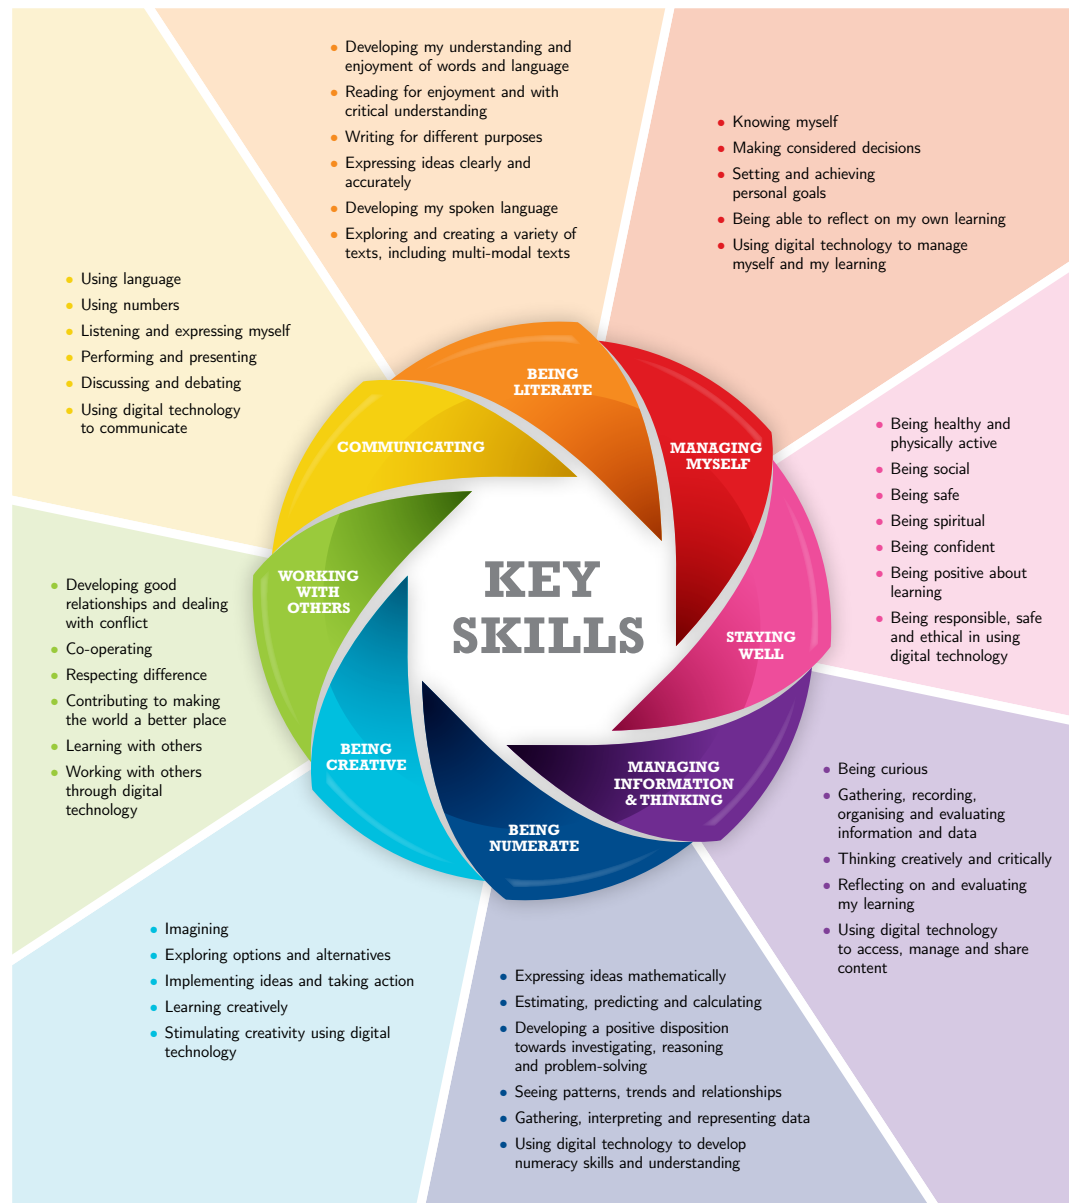 • Developing my understanding and
enjoyment of words and language
• Reading for enjoyment and with
critical understanding
• Writing for different purposes
• Expressing ideas clearly and
accurately
• Developing my spoken language
• Exploring and creating a variety of
texts, including multi-modal texts
• Knowing myself
• Making considered decisions
• Setting and achieving
personal goals
• Being able to reflect on my own learning
• Using digital technology to manage
myself and my learning
• Using language
• Using numbers
• Listening and expressing myself
• Performing and presenting
• Discussing and debating
• Using digital technology
to communicate
BEING
LITERATE
COMMUNICATING
MANAGING
MYSELF
• Being healthy and
physically active
• Being social
• Being safe
• Being spiritual
• Being confident
• Being positive about
learning
• Being responsible, safe
and ethical in using
digital technology
WORKING
WITH
OTHERS
KEY
SKILLS
STAYING
WELL
• Developing good
relationships and dealing
with conflict
• Co-operating
• Respecting difference
• Contributing to making
the world a better place
• Learning with others
• Working with others
through digital
technology
BEING
CREATIVE
BEING
NUMERATE
MANAGING
INFORMATION
& THINKING
• Being curious
• Gathering, recording,
organising and evaluating
information and data
• Thinking creatively and critically
• Reflecting on and evaluating
my learning
• Using digital technology
to access, manage and share
content
• Imagining
• Exploring options and alternatives
• Implementing ideas and taking action
• Learning creatively
• Stimulating creativity using digital
technology
• Expressing ideas mathematically
• Estimating, predicting and calculating
• Developing a positive disposition
towards investigating, reasoning
and problem-solving
• Seeing patterns, trends and relationships
• Gathering, interpreting and representing data
• Using digital technology to develop
numeracy skills and understanding